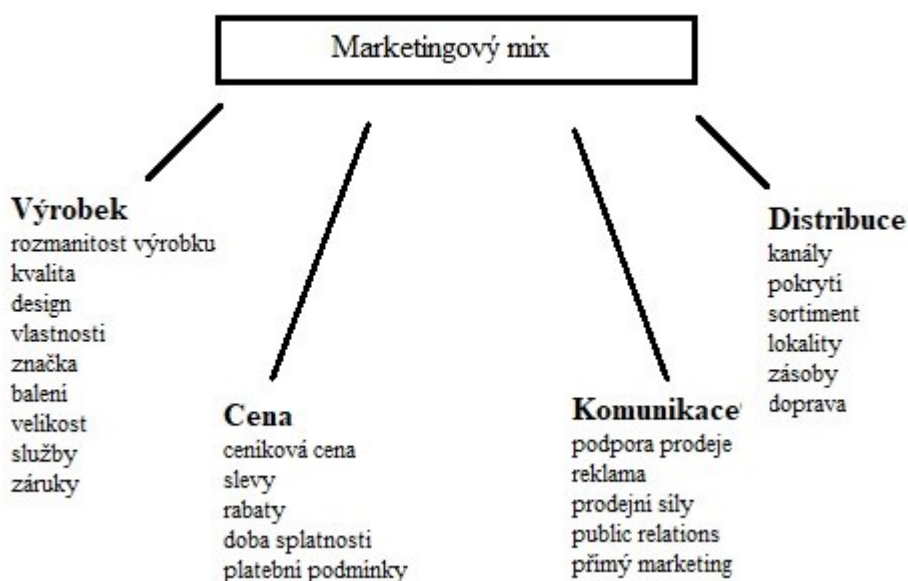 Marketingový mix
Výrobek
rozmanitost výrobku
kvalita
design
vlastnosti
značka
balení
velikost
služby
záruky
Cena
ceníková cena
slevy
rabaty
doba splatnosti
platební podmínky
Komunikace
podpora prodeje
reklama
prodejní síly
public relations
přímý marketing
Distribuce
kanály
pokrytí
sortiment
lokality
zásoby
doprava